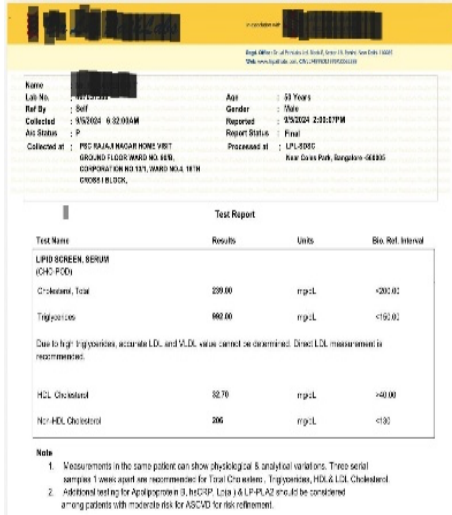 Name
Lab No.
Ref By : Self
Collected : 9/5/2024 6:32:00AM
A/c Status : P
Collected at : PSC RAJAJI NAGAR HOME VISIT
GROUND FLOOR WARD NO.
CORPORATION NO 10/1, WARD NO.4, 18TH
CROSS I BLOCK,
Age : 50 Years
Gender : Male
Reported : 9/5/2024 2:00:07PM
Report Status : Final
Processed at : LPL-SDSC
Near Coles Park, Bangalore -560005
Test Report
Test Name Results Units Bio. Ref. Interval
LIPID SCREEN, SERUM
(CHO-POD)
Cholesterol, Total 239.00 mg/dL <200.00
Triglycerides 992.00 mg/dL <150.00
Due to high triglycerides, accurate LDL and VLDL value cannot be determined. Direct LDL measurement is
recommended.
HDL Cholesterol 32.70 mg/dL >40.00
Non-HDL Cholesterol 206 mg/dL <130
Note
1. Measurements in the same patient can show physiological & analytical variations. Three serial
samples 1 week apart are recommended for Total Cholesterol, Triglycerides, HDL & LDL Cholesterol.
2. Additional testing for Apolipoprotein B, hsCRP, Lp(a) & LP-PLA2 should be considered
among patients with moderate risk for ASCVD for risk refinement.